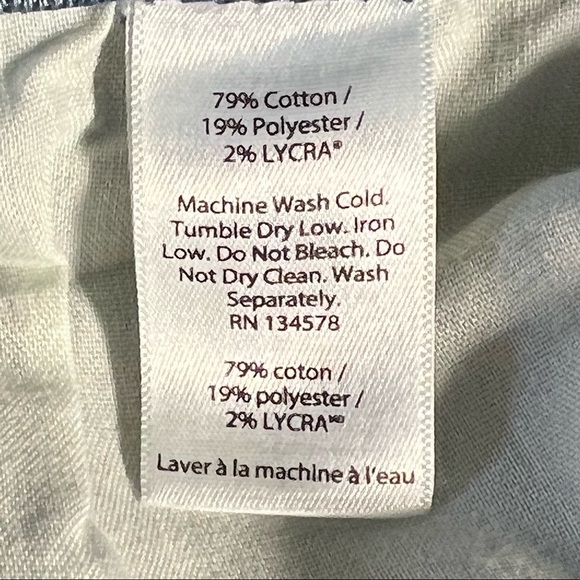 79% Cotton /
19% Polyester /
2% LYCRA®
Machine Wash Cold.
Tumble Dry Low. Iron
Low. Do Not Bleach. Do
Not Dry Clean. Wash
Separately.
RN 134578
79% coton /
19% polyester /
2% LYCRAᴹᴰ
Laver à la machine à l'eau